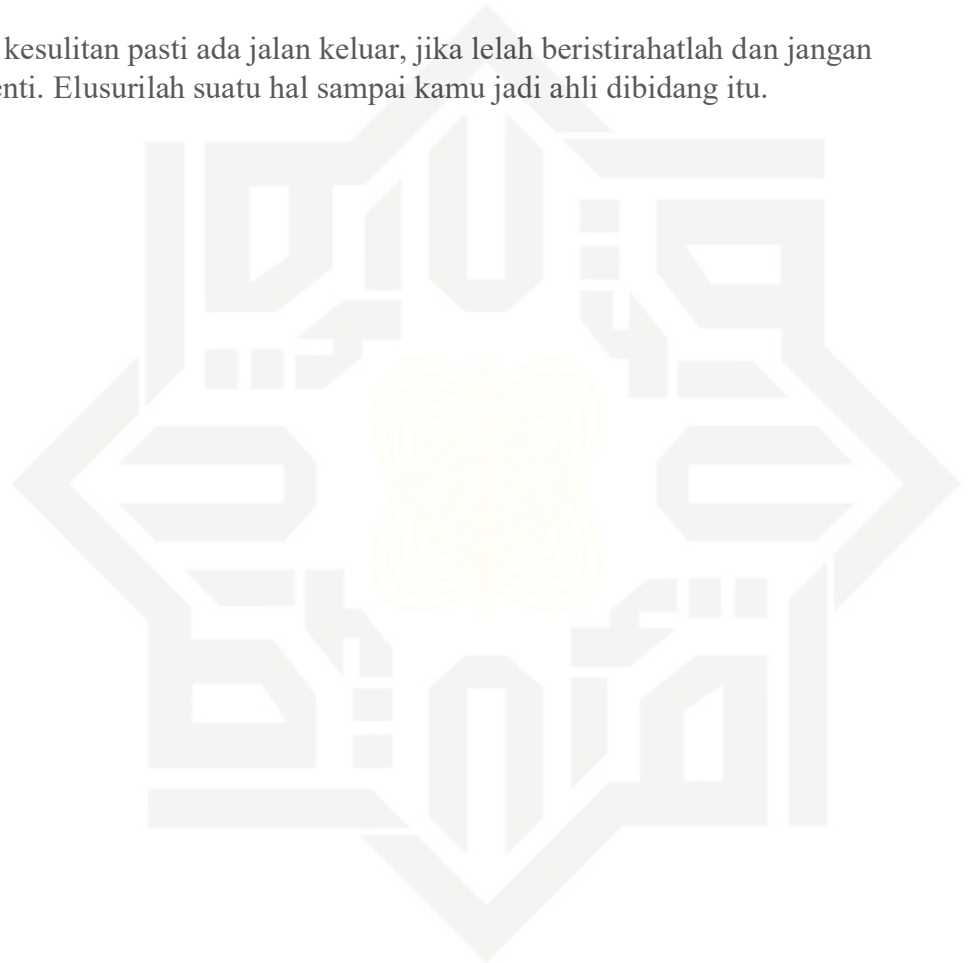 kesulitan pasti ada jalan keluar, jika lelah beristirahatlah dan jangan
enti. Elusurilah suatu hal sampai kamu jadi ahli dibidang itu.